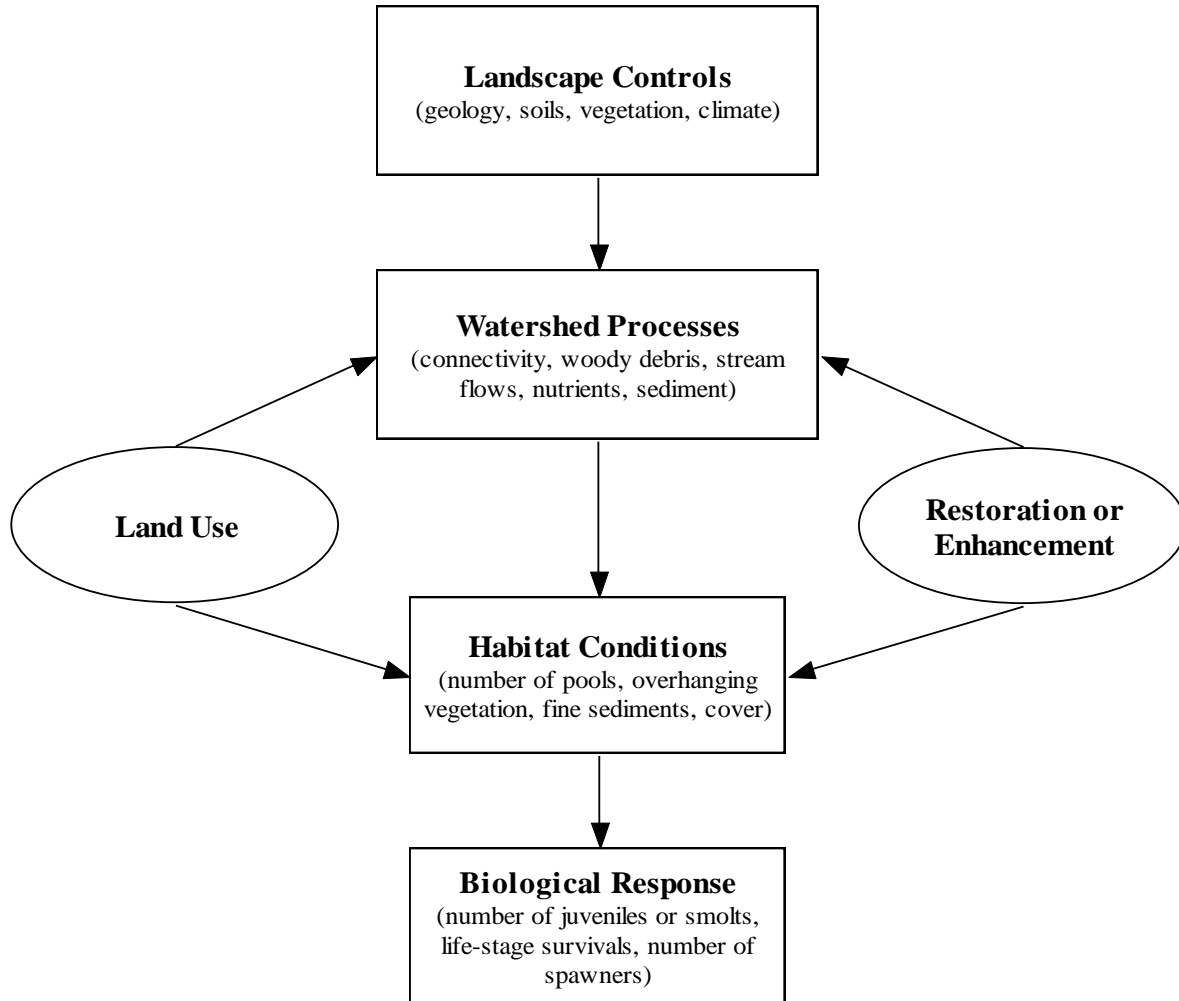 Landscape Controls
(geology, soils, vegetation, climate)
Watershed Processes
(connectivity, woody debris, stream
flows, nutrients, sediment)
Land Use
Restoration or
Enhancement
Habitat Conditions
(number of pools, overhanging
vegetation, fine sediments, cover)
Biological Response
(number of juveniles or smolts,
life-stage survivals, number of
spawners)